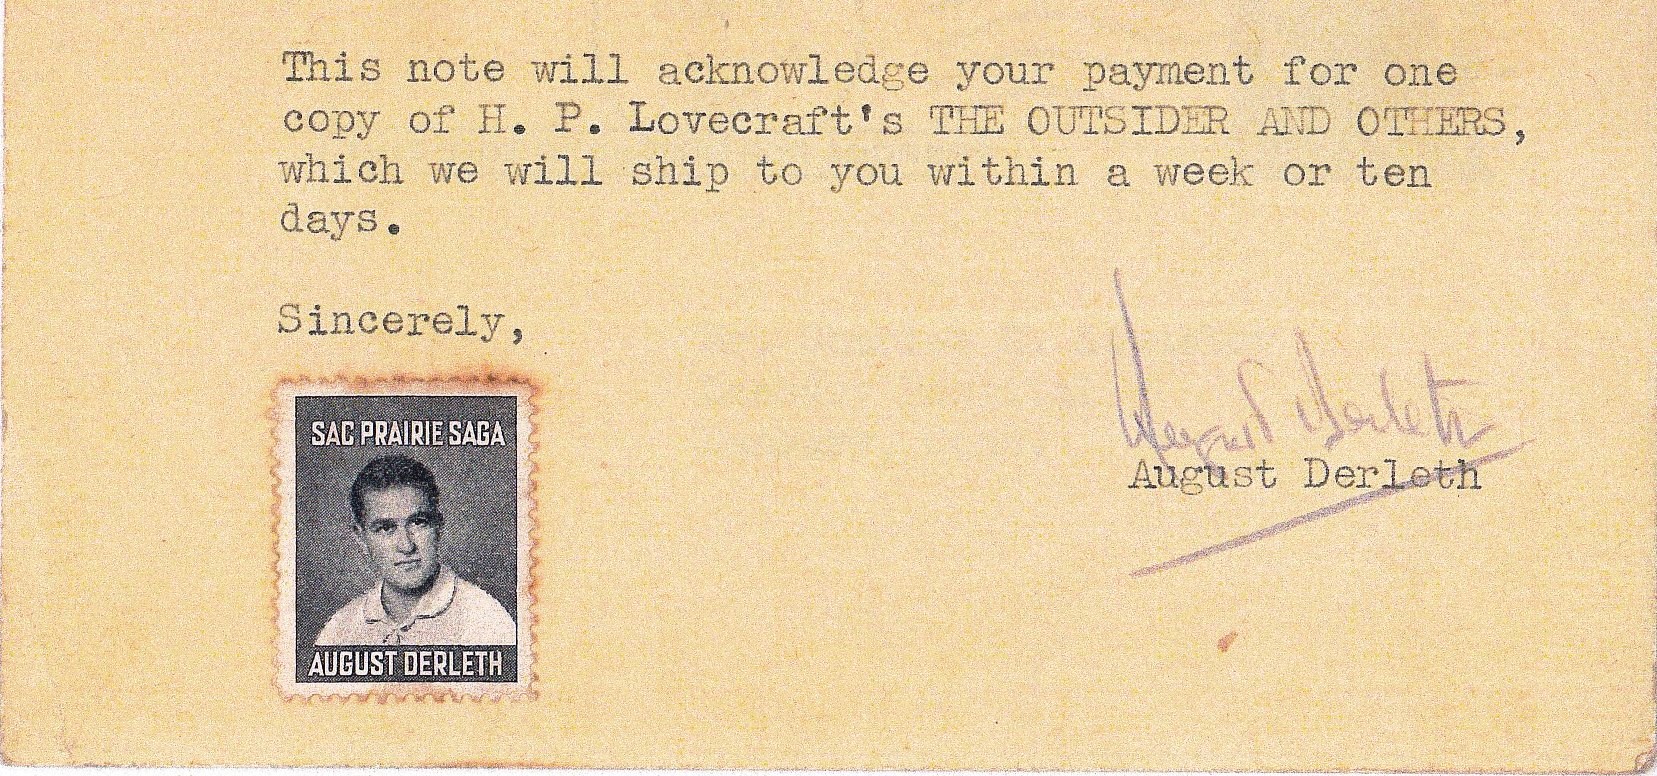 This note will acknowledge your payment for one
copy of H. P. Lovecraft's THE OUTSIDER AND OTHERS,
which we will ship to you within a week or ten
days.
Sincerely,
August Derleth
August Derleth
SAC PRAIRIE SAGA
AUGUST DERLETH